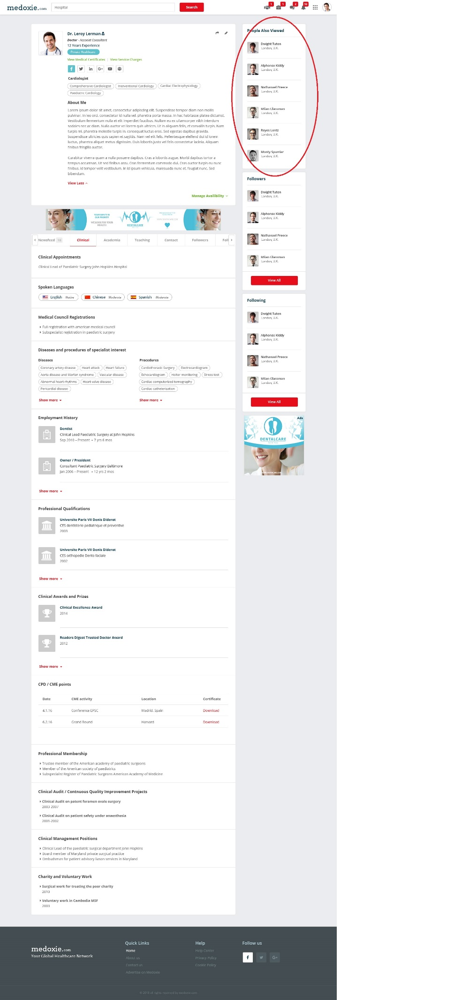 medoxie.com
Hospital
Search
1
1
2
10
Dr. Leroy Lerman
Doctor - Accociat Consultant
12 Years Experience
Private Healthcare
View Medical Certificates | View Service Charges
Cardiologist
Comprehensive Cardiologist
Inerventional Cardiology
Cardiac Electrophysiology
Paediatric Cardiology
About Me
Lorem ipsum dolor sit amet, consectetur adipiscing elit. Suspendisse tempor diam non mollis
pulvinar. In leo orci, consectetur id nulla vel, pharetra porta massa. In hac habitasse platea dictumst.
Vestibulum fermentum nulla et elit imperdiet faucibus. Nullam eu ex ullamcorper nibh interdum
sodales nec ac diam. Nulla auctor vel lorem quis ultrices. Ut in aliquam felis, et convallis turpis. Nam
turpis mi, pharetra molestie turpis in, consequat luctus eros. Sed egestas dapibus gravida.
Suspendisse ultricies quis sapien et sagittis. Nam vel elit felis. Pellentesque eleifend dui id lorem
luctus, pharetra aliquet metus dignissim. Duis lobortis justo vel felis consectetur lacinia. Aliquam
finibus fringilla auctor.
Curabitur viverra quam a nulla posuere dapibus. Cras a lobortis augue. Morbi dapibus tortor a
tempus accumsan. Ut sed finibus arcu. Cras fermentum commodo dui. Cras auctor turpis eu nunc
finibus, id tempor velit vestibulum. In id ipsum vehicula, malesuada nunc et, feugiat nunc. Sed
bibendum.
View Less
Manage Availibility
YOUR SAFETY IS
OUR PRIORITY
WE LOOK FOR YOUR
HEALTH!
DENTALCARE
Ads
Newsfeed 10
Clinical
Academia
Teaching
Contact
Followers
Foll
Clinical Appointments
Clinical Lead of Paediatric Surgery John Hopkins Hospital
Spoken Languages
English Native
Chinese Moderate
Spanish Moderate
Medical Council Registrations
Full registration with american medical council
Subspecialist registration in paediatric surgery
Diseases and procedures of specialist interest
Diseases
Coronary artery disease
Heart attack
Heart failure
Aorta disease and Marfan syndrome
Vascular disease
Abnormal heart rhythms
Heart valve disease
Pericardial disease
Show more
Procedures
Cardiothoracic Surgery
Electrocardiogram
Echocardiogram
Holter monitoring
Stress test
Cardiac computerized tomography
Cardiac catheterization
Show more
Employment History
Dentist
Clinical Lead Paediatric Surgery at John Hopkins
Sep 2010 – Present • 7 yrs 6 mos
Owner / President
Consultant Paediatric Surgery Baltimore
Jan 2006 – Present • 12 yrs 2 mos
Show more
Professional Qualifications
Universite Paris VII Denis Diderot
CES dentisterie pediatrique et preventive
2003
Universite Paris VII Denis Diderot
CES orthopedie Dento faciale
2002
Show more
Clinical Awards and Prizes
Clinical Excellence Award
2014
Readers Digest Trusted Doctor Award
2012
Show more
CPD / CME points
Date CME activity Location Certificate
4.1.16 Conference EPSC Madrid, Spain Download
6.2.16 Grand Round Harvard Download
Professional Membership
Trustee member of the American academy of paediatric surgeons
Member of the American society of paediatrics
Subspecialist Register of Paediatric Surgeons American Academy of Medicine
Clinical Audit / Contnuous Quality Improvement Projects
Clinical Audit on patent foramen ovale surgery
2003-2007
Clinical Audit on patient safety under anaesthesia
2001-2002
Clinical Management Positions
Clinical Lead of the paediatric surgical department John Hopkins
Board member of Maryland private surgical practice
Ombudsman for patient advisory liason services in Maryland
Charity and Voluntary Work
Surgical work for treating the poor charity
2010
Voluntary work in Cambodia MSF
2003
People Also Viewed
Dwight Tuten
London, U.K.
Alphonse Kiddy
London, U.K.
Nathanael Preece
London, U.K.
Milan Glassman
London, U.K.
Reyes Lentz
London, U.K.
Monty Spurrier
London, U.K.
Followers
Dwight Tuten
London, U.K.
Alphonse Kiddy
London, U.K.
Nathanael Preece
London, U.K.
Milan Glassman
London, U.K.
View All
Following
Dwight Tuten
London, U.K.
Alphonse Kiddy
London, U.K.
Nathanael Preece
London, U.K.
Milan Glassman
London, U.K.
View All
Ads
DENTALCARE
medoxie.com
Your Global Healthcare Network
Quick Links
Home
About us
Contact us
Advertise on Medoxie
Help
Help Center
Privacy Policy
Cookie Policy
Follow us
© 2018 all rights reserved by medoxie.com